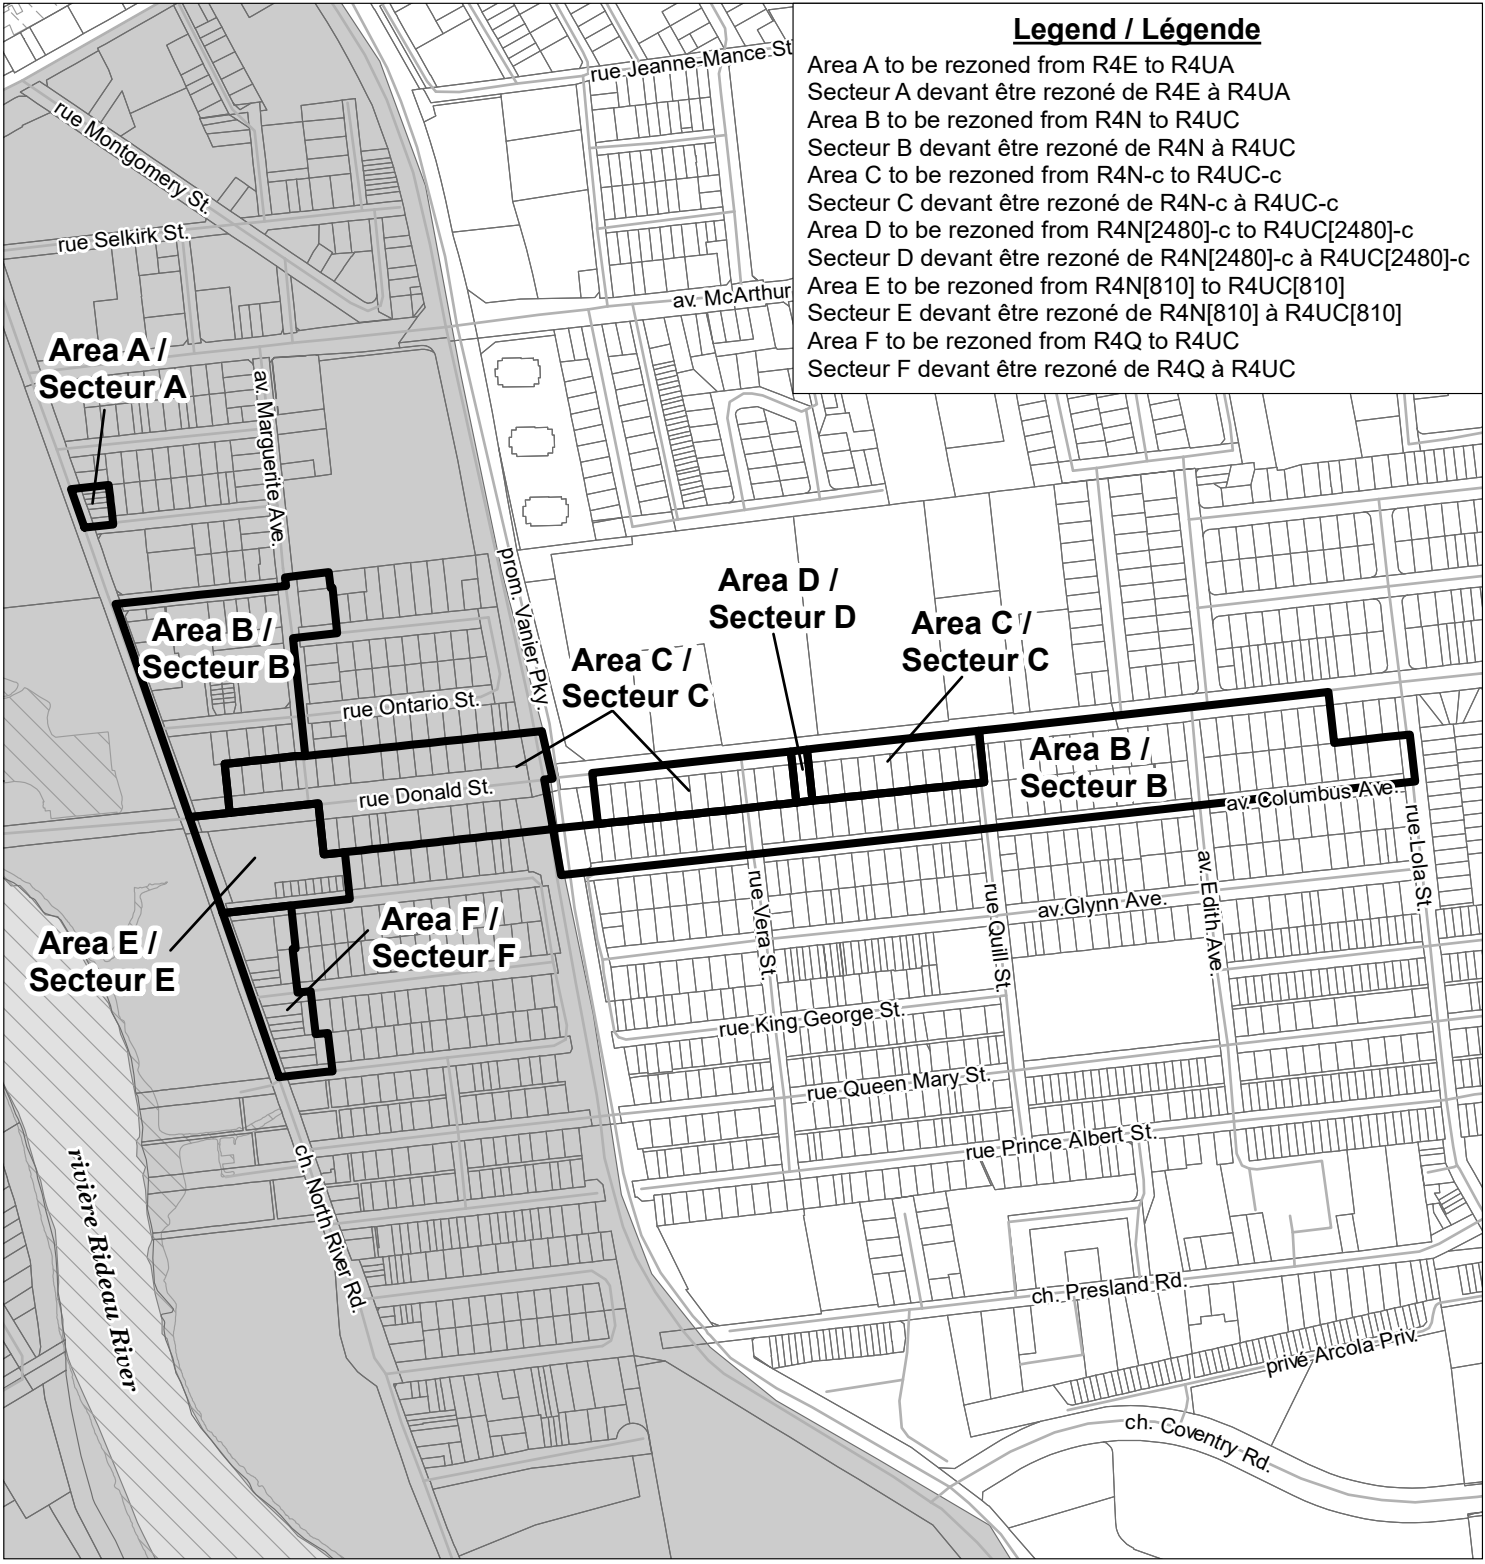 Legend / Légende
Area A to be rezoned from R4E to R4UA
Secteur A devant être rezoné de R4E à R4UA
Area B to be rezoned from R4N to R4UC
Secteur B devant être rezoné de R4N à R4UC
Area C to be rezoned from R4N-c to R4UC-c
Secteur C devant être rezoné de R4N-c à R4UC-c
Area D to be rezoned from R4N[2480]-c to R4UC[2480]-c
Secteur D devant être rezoné de R4N[2480]-c à R4UC[2480]-c
Area E to be rezoned from R4N[810] to R4UC[810]
Secteur E devant être rezoné de R4N[810] à R4UC[810]
Area F to be rezoned from R4Q to R4UC
Secteur F devant être rezoné de R4Q à R4UC
rue Jeanne-Mance St
rue Montgomery St.
rue Selkirk St.
av. McArthur
Area A /
Secteur A
av. Marguerite Ave.
prom. Vanier Pky.
Area B /
Secteur B
Area D /
Secteur D
Area C /
Secteur C
Area C /
Secteur C
rue Ontario St.
Area B /
Secteur B
rue Donald St.
av. Columbus Ave.
rue Lola St.
av. Edith Ave.
rue Vera St.
rue Quill St.
av. Glynn Ave.
Area E /
Secteur E
Area F /
Secteur F
rue King George St.
rue Queen Mary St.
rue Prince Albert St.
rivière Rideau River
ch. North River Rd.
ch. Presland Rd.
privé Arcola Priv.
ch. Coventry Rd.